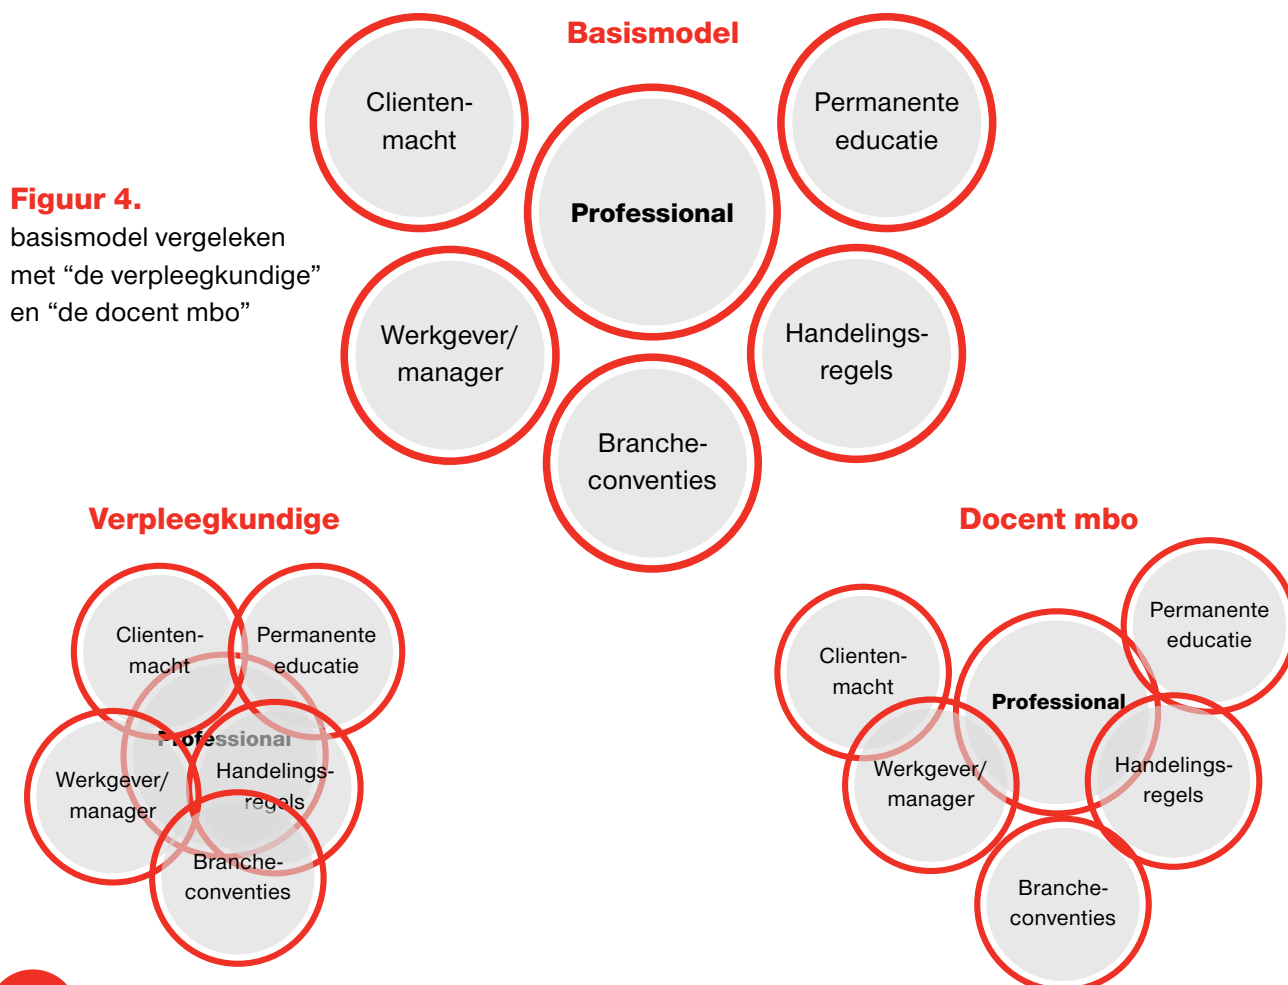 Basismodel
Clienten-
macht
Permanente
educatie
Professional
Figuur 4.
basismodel vergeleken
met “de verpleegkundige”
en “de docent mbo”
Werkgever/
manager
Handelings-
regels
Branche-
conventies
Verpleegkundige
Clienten-
macht
Permanente
educatie
Professional
Werkgever/
manager
Handelings-
regels
Branche-
conventies
Docent mbo
Permanente
educatie
Clienten-
macht
Professional
Werkgever/
manager
Handelings-
regels
Branche-
conventies